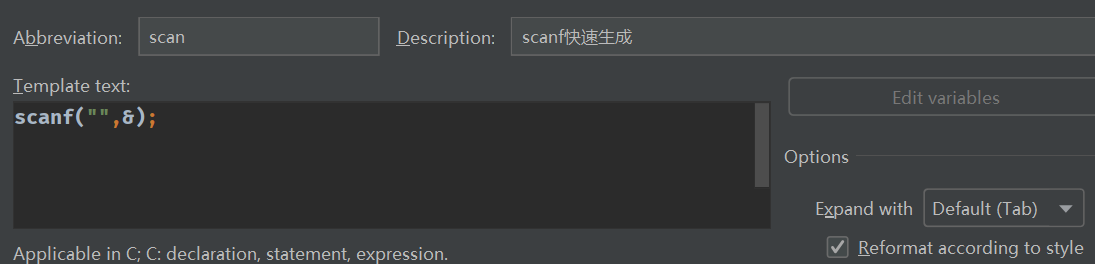 Abbreviation: scan Description: scanf快速生成
Template text:
Edit variables
scanf("",&);
Options
Expand with Default (Tab)
Reformat according to style
Applicable in C; C: declaration, statement, expression.